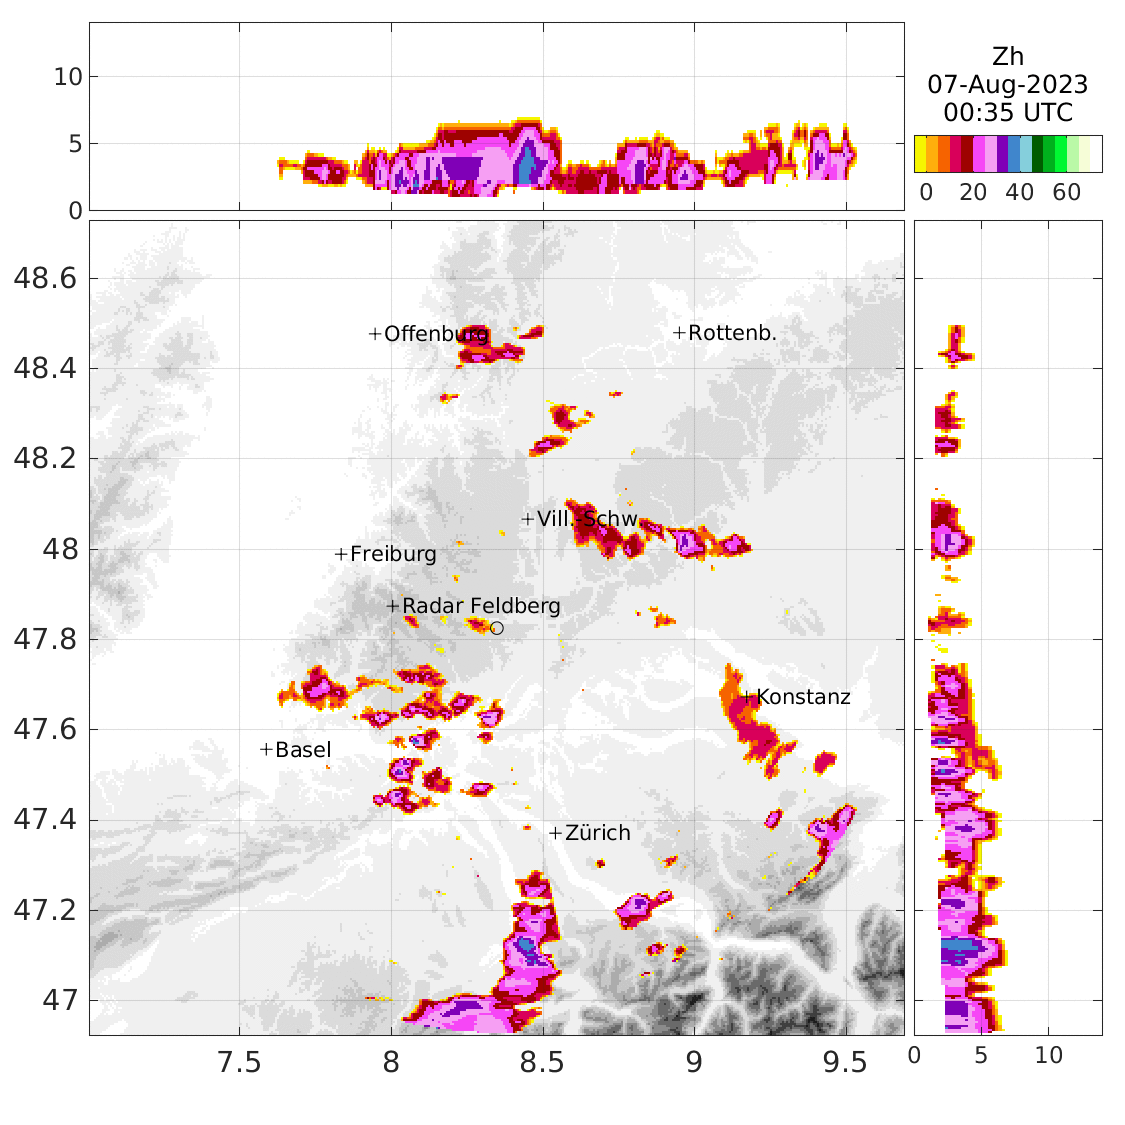 10
5
0
Zh
07-Aug-2023
00:35 UTC
0 20 40 60
48.6
48.4
48.2
48
47.8
47.6
47.4
47.2
47
+Offenburg
+Rottenb.
+Vill.-Schw.
+Freiburg
+Radar Feldberg
+Konstanz
+Basel
+Zürich
7.5 8 8.5 9 9.5
0 5 10